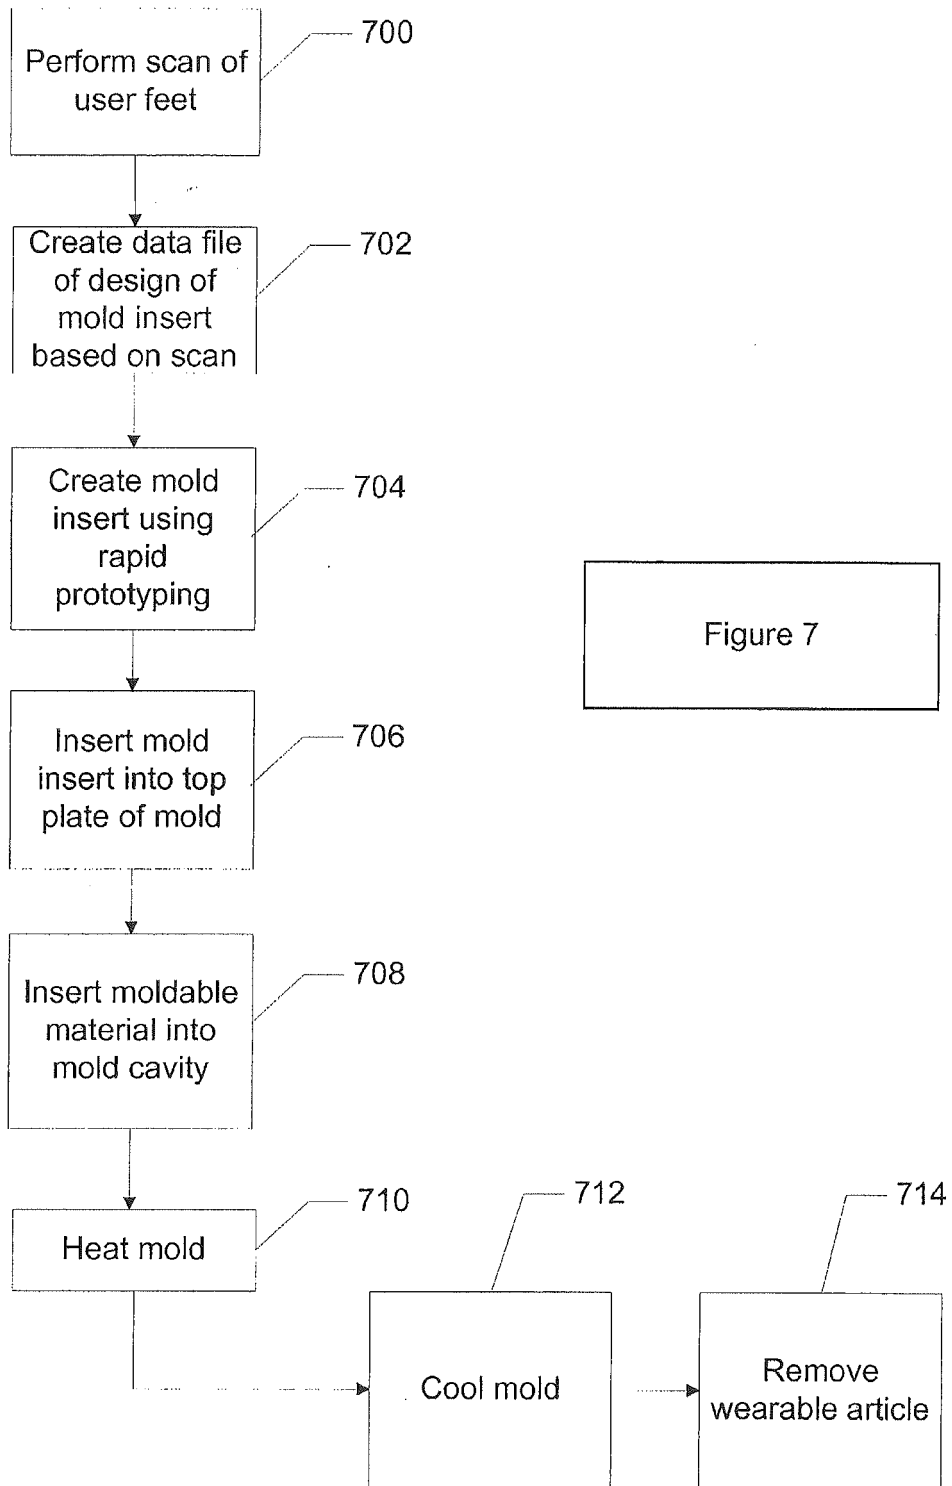 700
Perform scan of
user feet
702
Create data file
of design of
mold insert
based on scan
704
Create mold
insert using
rapid
prototyping
Figure 7
706
Insert mold
insert into top
plate of mold
708
Insert moldable
material into
mold cavity
710
Heat mold
712
Cool mold
714
Remove
wearable article